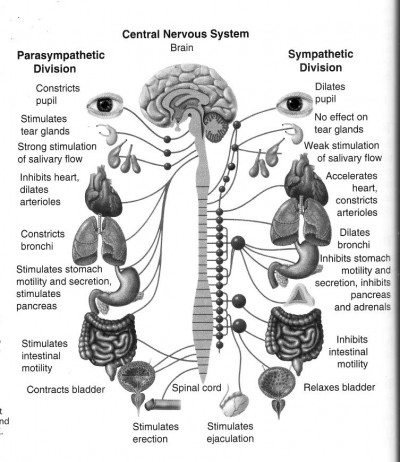 Central Nervous System
Brain
Parasympathetic
Division
Constricts
pupil
Stimulates
tear glands
Strong stimulation
of salivary flow
Inhibits heart,
dilates
arterioles
Constricts
bronchi
Stimulates stomach
motility and secretion,
stimulates
pancreas
Stimulates
intestinal
motility
Contracts bladder
Sympathetic
Division
Dilates
pupil
No effect on
tear glands
Weak stimulation
of salivary flow
Accelerates
heart,
constricts
arterioles
Dilates
bronchi
Inhibits stomach
motility and
secretion, inhibits
pancreas
and adrenals
Inhibits
intestinal
motility
Relaxes bladder
Spinal cord
Stimulates
erection
Stimulates
ejaculation